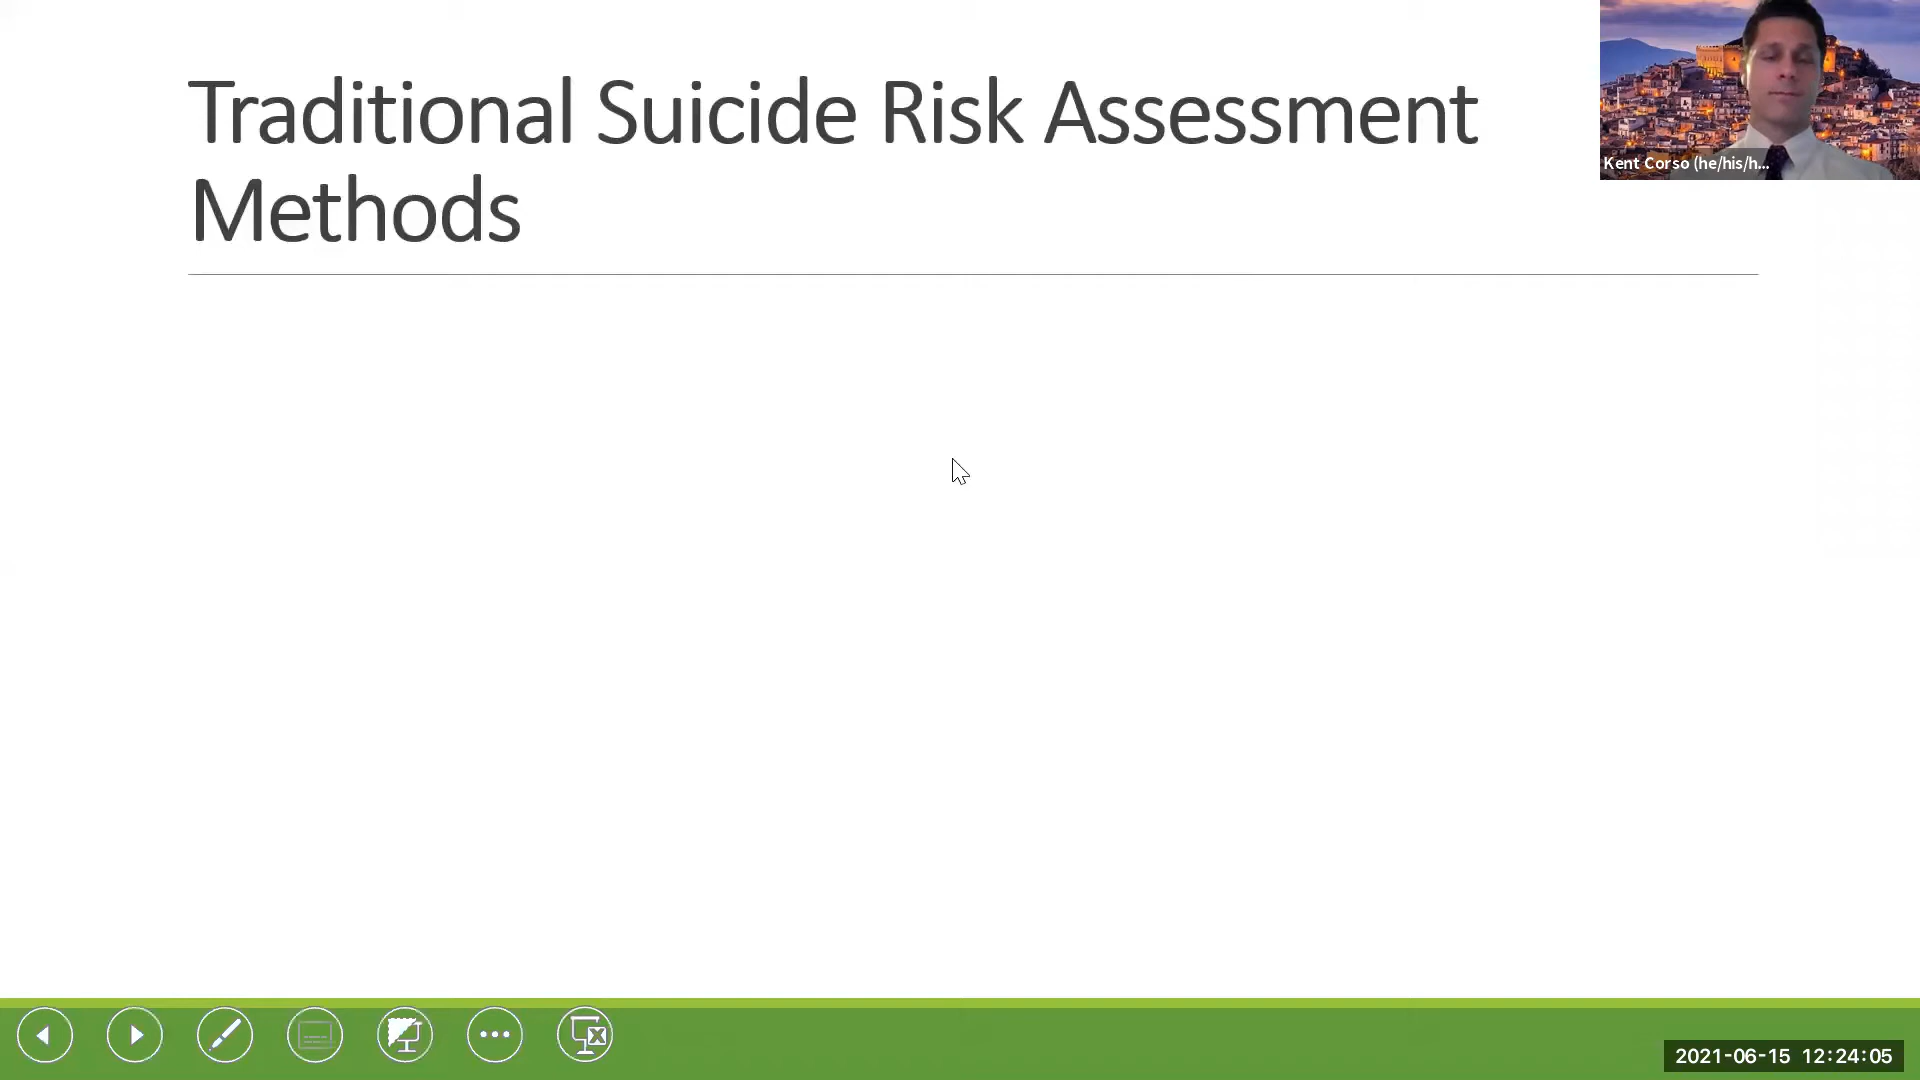 Traditional Suicide Risk Assessment
Methods
Kent Corso (he/his/h...
2021-06-15 12:24:05